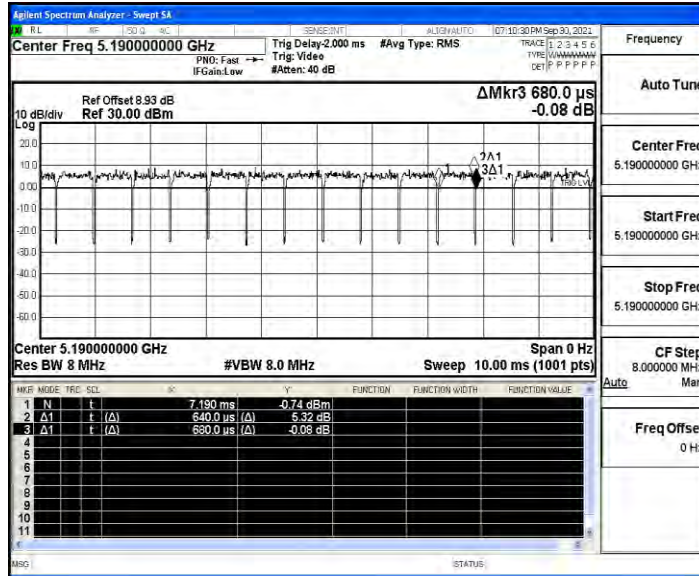 Agilent Spectrum Analyzer - Swept SA
RL RF 50 Ω AC SENSE:INT ALIGN AUTO 07:10:30 PM Sep 30, 2021
Center Freq 5.190000000 GHz
PNO: Fast
IFGain:Low
Trig Delay-2.000 ms
Trig: Video
#Atten: 40 dB
#Avg Type: RMS
TRACE 1 2 3 4 5 6
TYPE
DET P P P P P P
Ref Offset 8.93 dB
10 dB/div Ref 30.00 dBm
Log
ΔMkr3 680.0 µs
-0.08 dB
20.0
10.0
0.00
-10.0
-20.0
-30.0
-40.0
-50.0
-60.0
1
2Δ1
3Δ1
TRIG LVL
Center 5.190000000 GHz Span 0 Hz
Res BW 8 MHz #VBW 8.0 MHz Sweep 10.00 ms (1001 pts)
MKR MODE TRC SCL X Y FUNCTION FUNCTION WIDTH FUNCTION VALUE
1 N t 7.190 ms -0.74 dBm
2 Δ1 t (Δ) 640.0 µs (Δ) 5.32 dB
3 Δ1 t (Δ) 680.0 µs (Δ) -0.08 dB
4
5
6
7
8
9
10
11
MSG STATUS
Frequency
Auto Tune
Center Freq
5.190000000 GHz
Start Freq
5.190000000 GHz
Stop Freq
5.190000000 GHz
CF Step
8.000000 MHz
Auto Man
Freq Offset
0 Hz